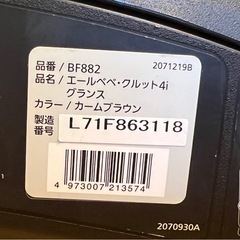 品番／BF882 2071219B
品名／エールベベ・クルット4i
グランス
カラー／カームブラウン
製造
番号 L71F863118
4 973007 213574
2070930A